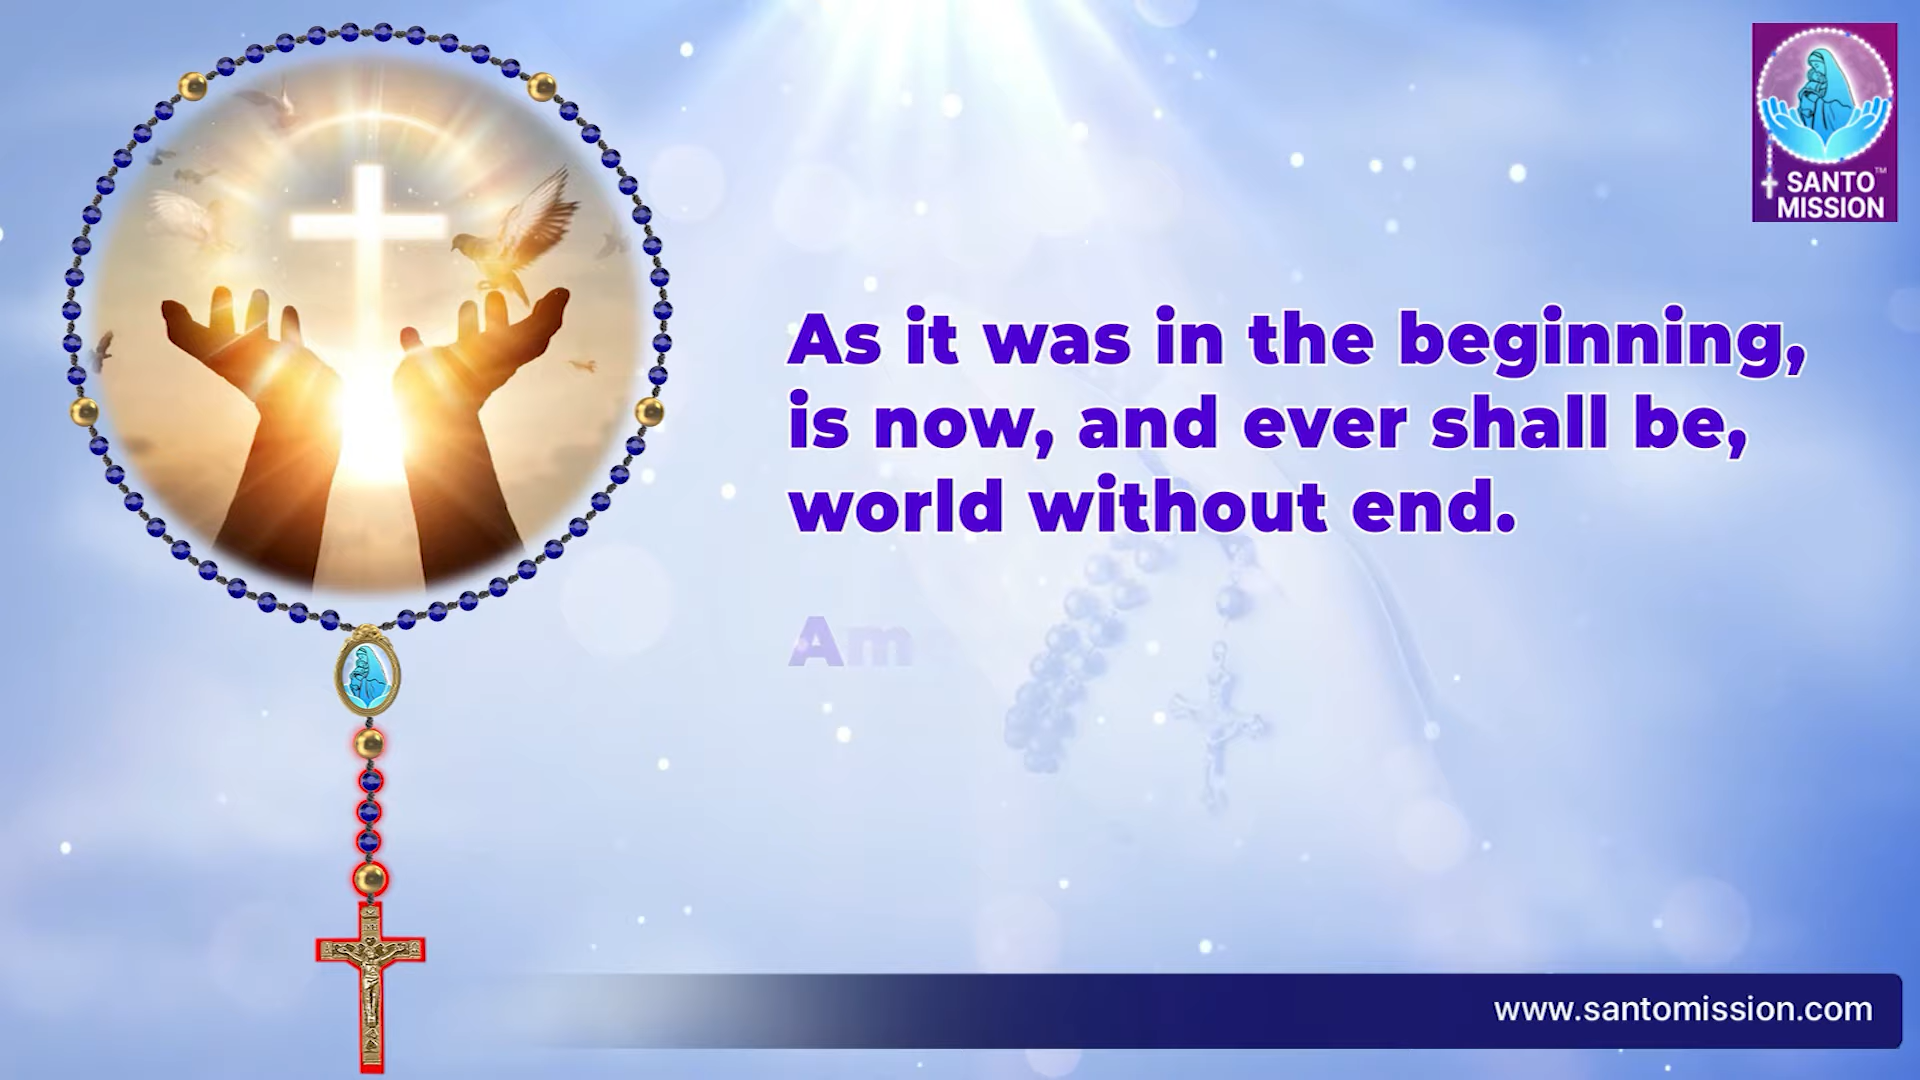 SANTO
MISSION
As it was in the beginning,
is now, and ever shall be,
world without end.
Am
www.santomission.com